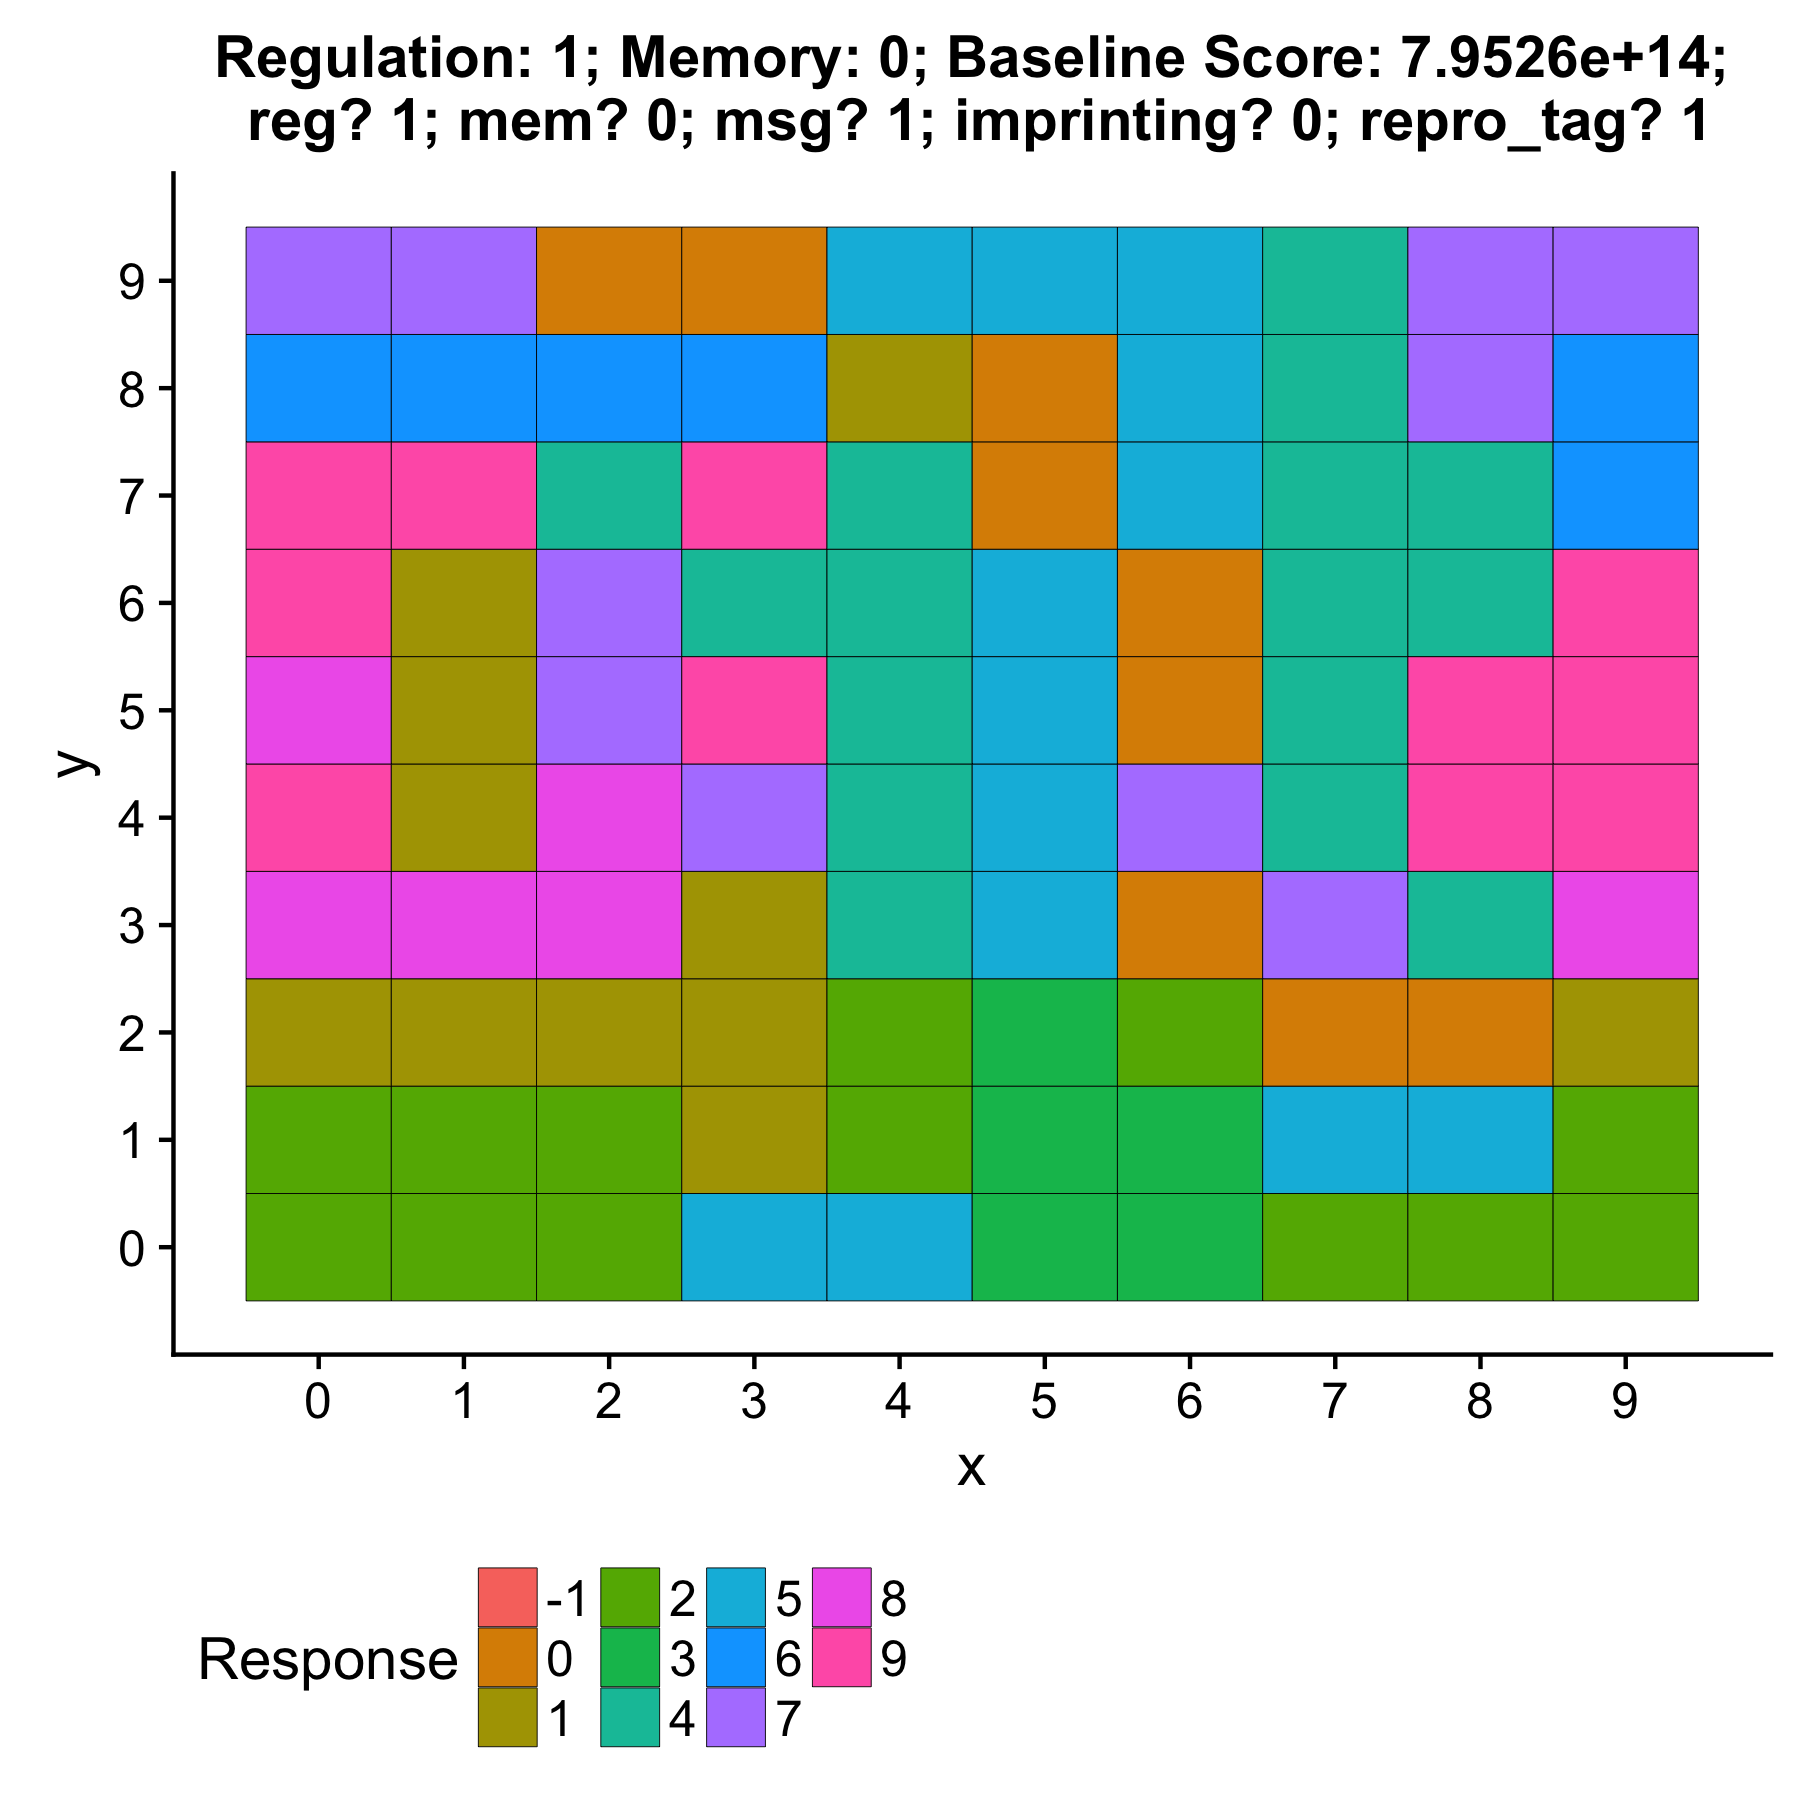 Regulation: 1; Memory: 0; Baseline Score: 7.9526e+14;
reg? 1; mem? 0; msg? 1; imprinting? 0; repro_tag? 1
9
8
7
6
5
4
3
2
1
0
y
0 1 2 3 4 5 6 7 8 9
x
Response
-1 2 5 8
0 3 6 9
1 4 7